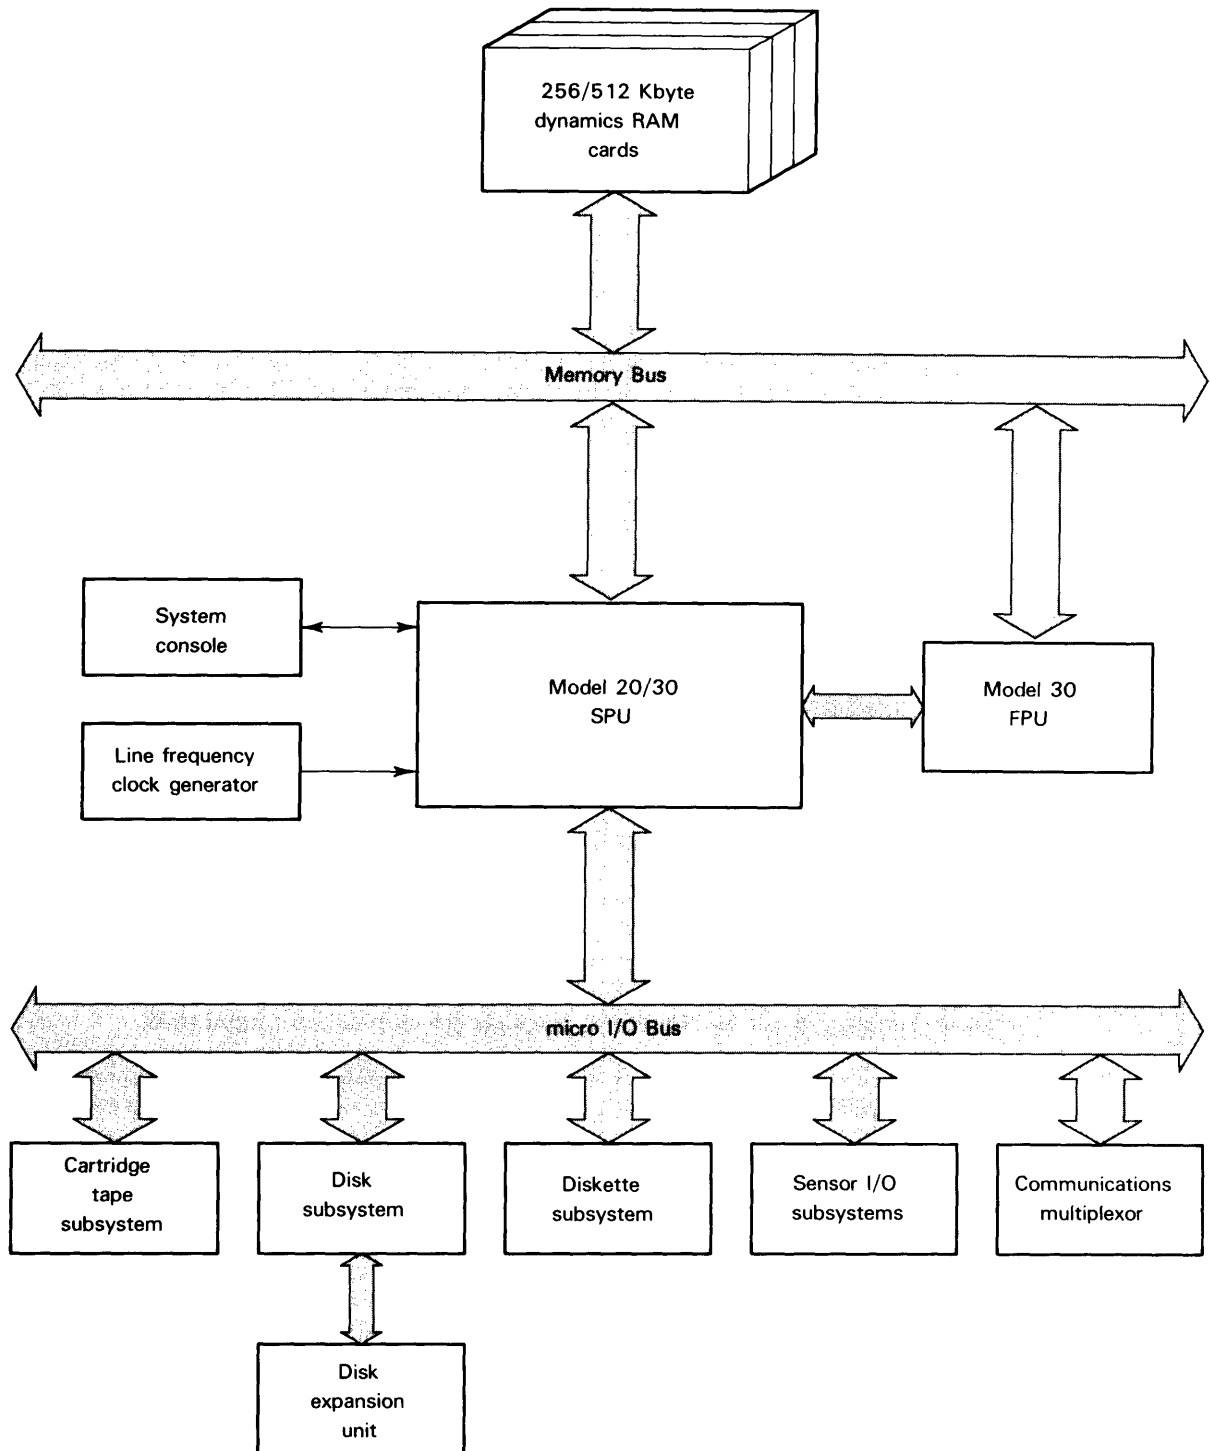 256/512 Kbyte
dynamics RAM
cards
Memory Bus
System
console
Model 20/30
SPU
Model 30
FPU
Line frequency
clock generator
micro I/O Bus
Cartridge
tape
subsystem
Disk
subsystem
Diskette
subsystem
Sensor I/O
subsystems
Communications
multiplexor
Disk
expansion
unit